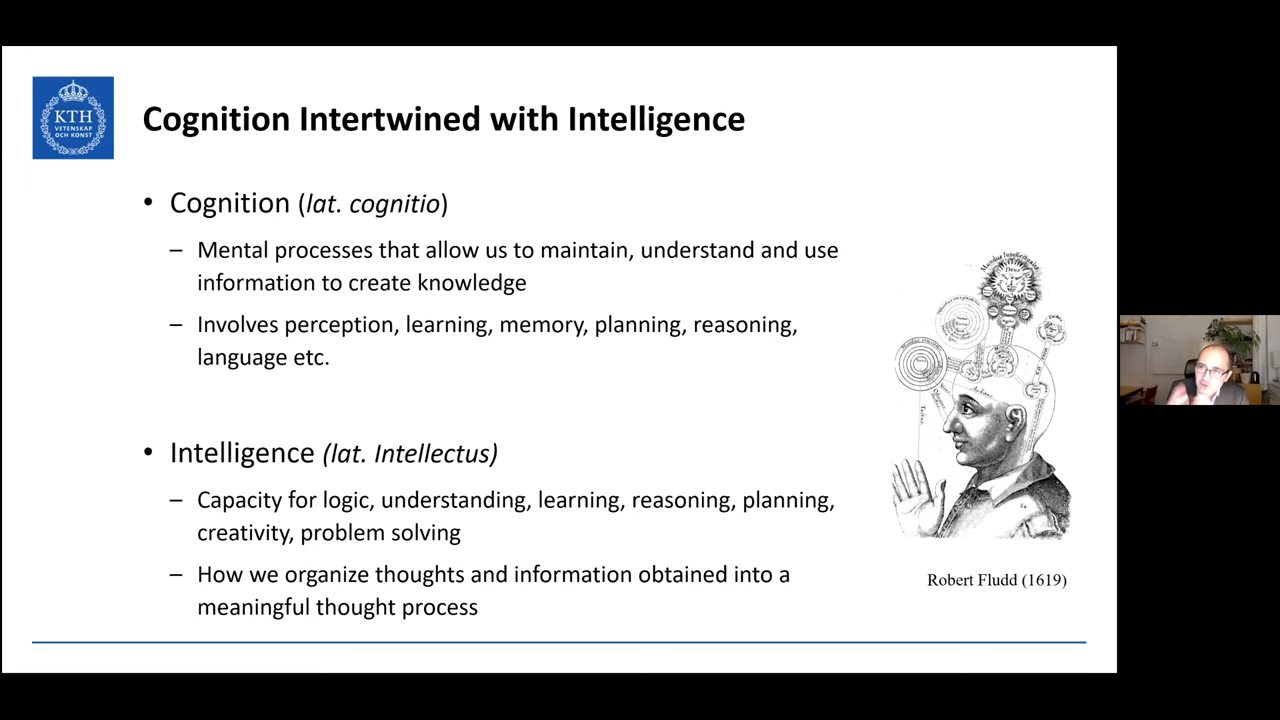 KTH
VETENSKAP
OCH KONST
Cognition Intertwined with Intelligence
• Cognition (lat. cognitio)
– Mental processes that allow us to maintain, understand and use
information to create knowledge
– Involves perception, learning, memory, planning, reasoning,
language etc.
• Intelligence (lat. Intellectus)
– Capacity for logic, understanding, learning, reasoning, planning,
creativity, problem solving
– How we organize thoughts and information obtained into a
meaningful thought process
Robert Fludd (1619)